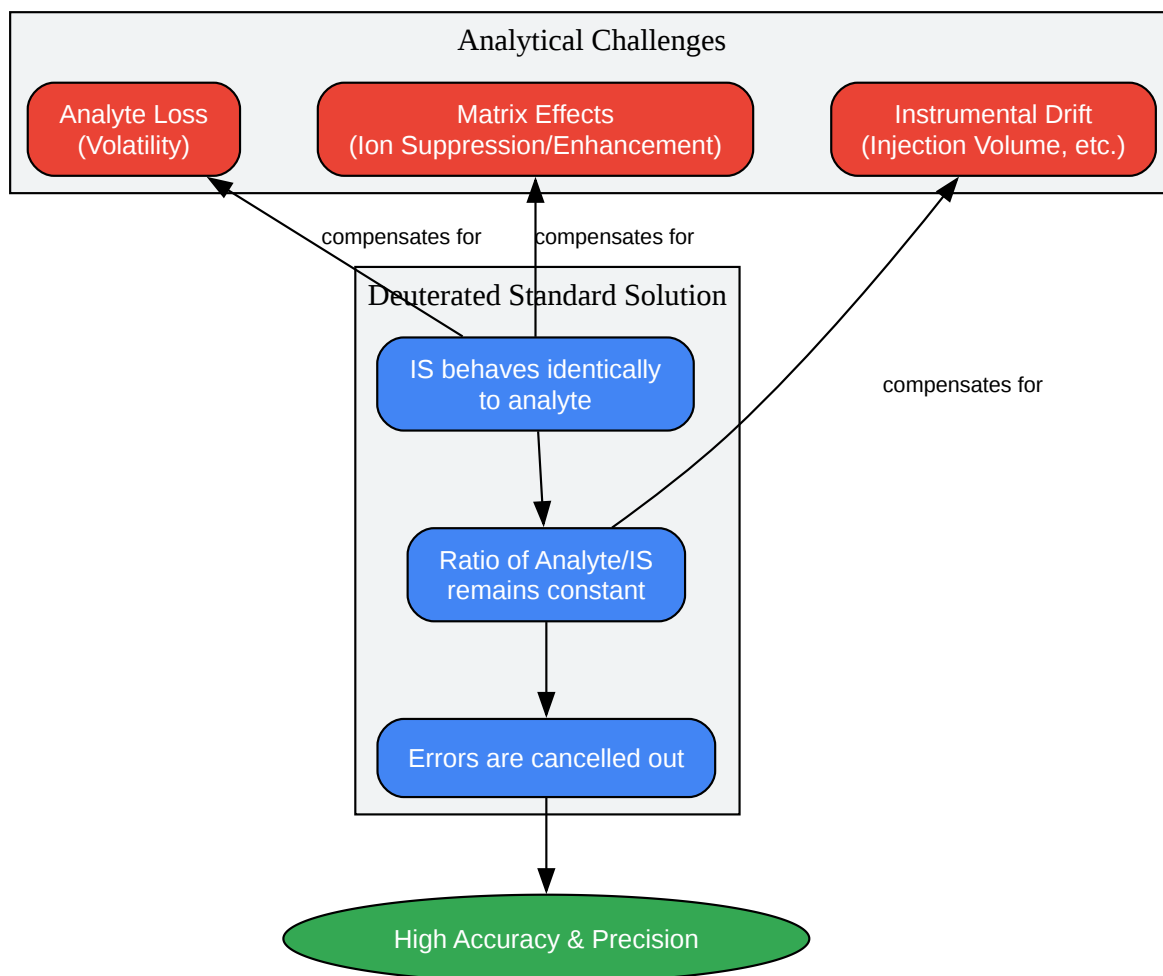 Analytical Challenges
Analyte Loss
(Volatility)
Matrix Effects
(Ion Suppression/Enhancement)
Instrumental Drift
(Injection Volume, etc.)
compensates for
compensates for
Deuterated Standard Solution
IS behaves identically
to analyte
compensates for
Ratio of Analyte/IS
remains constant
Errors are cancelled out
High Accuracy & Precision